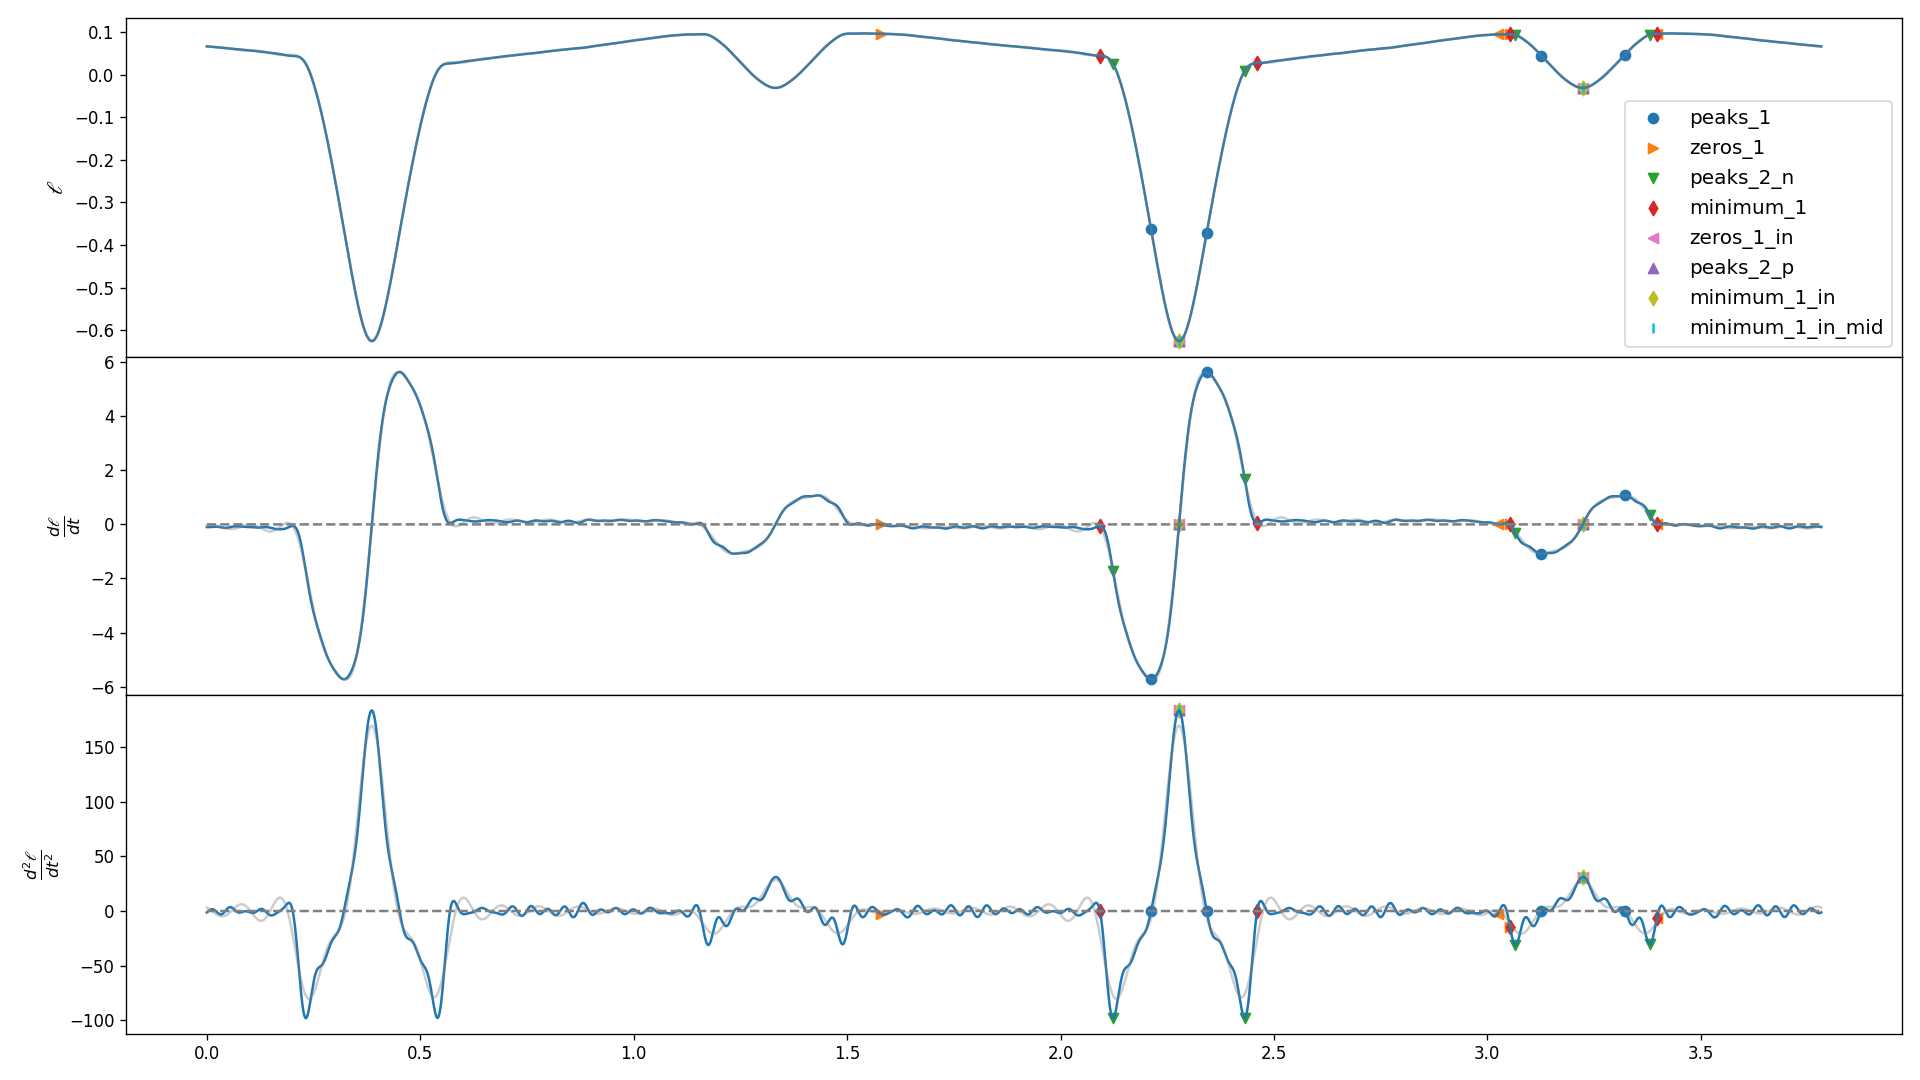 0.1
0.0
−0.1
−0.2
−0.3
−0.4
−0.5
−0.6
ℓ
peaks_1
zeros_1
peaks_2_n
minimum_1
zeros_1_in
peaks_2_p
minimum_1_in
minimum_1_in_mid
6
4
2
0
−2
−4
−6
dℓ
dt
150
100
50
0
−50
−100
d²ℓ
dt²
0.0 0.5 1.0 1.5 2.0 2.5 3.0 3.5